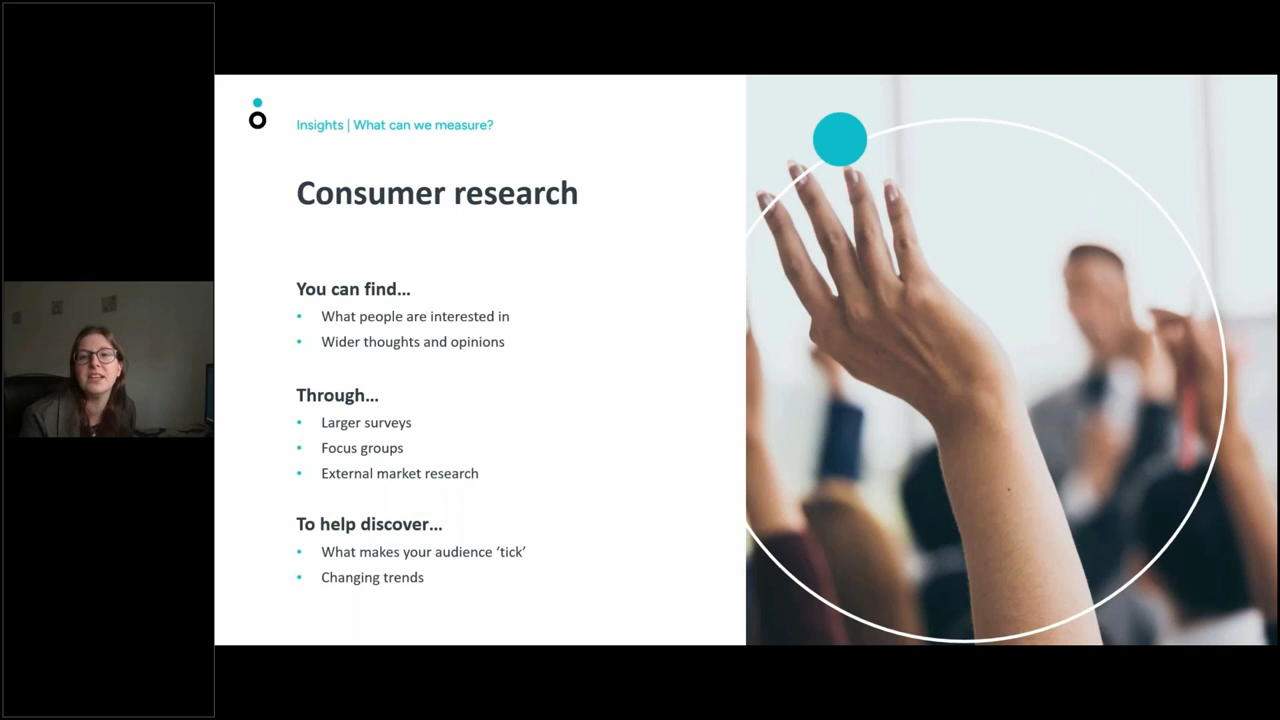 Insights | What can we measure?
Consumer research
You can find...
• What people are interested in
• Wider thoughts and opinions
Through...
• Larger surveys
• Focus groups
• External market research
To help discover...
• What makes your audience ‘tick’
• Changing trends